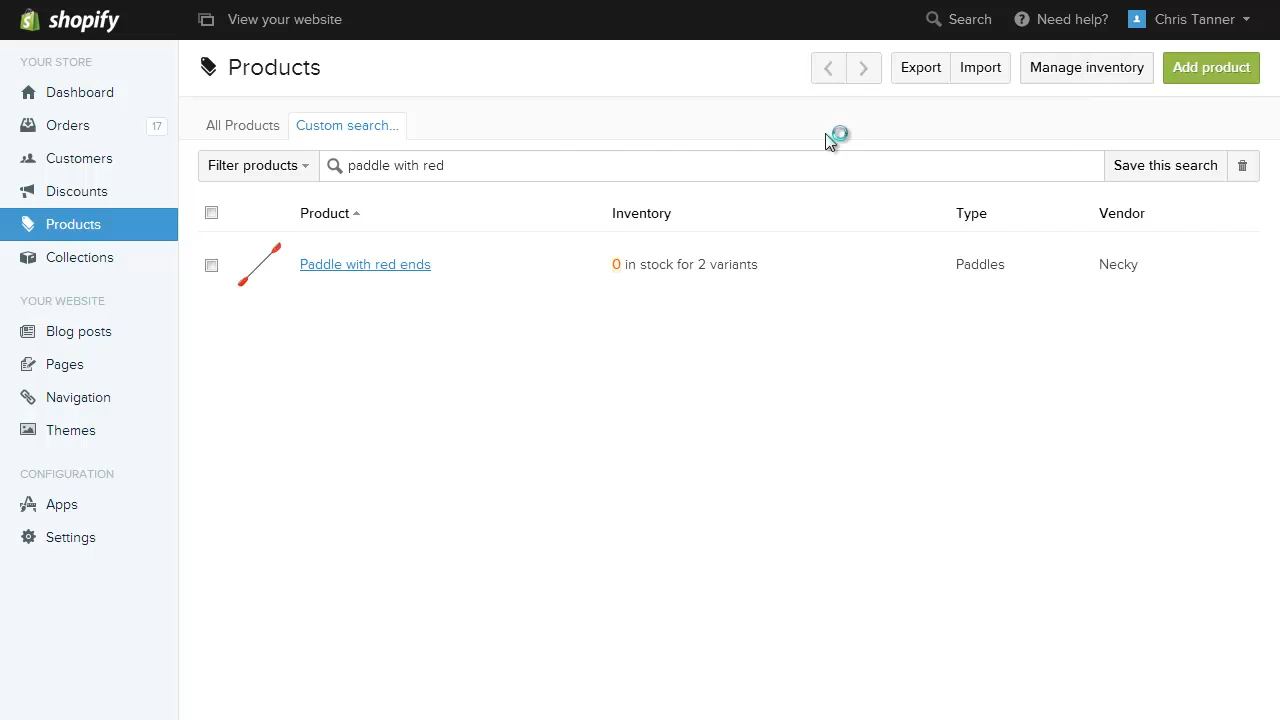 shopify
View your website
Search
Need help?
Chris Tanner
YOUR STORE
Dashboard
Orders
17
Customers
Discounts
Products
Collections
YOUR WEBSITE
Blog posts
Pages
Navigation
Themes
CONFIGURATION
Apps
Settings
Products
Export
Import
Manage inventory
Add product
All Products
Custom search...
Filter products
paddle with red
Save this search
Product
Inventory
Type
Vendor
Paddle with red ends
0 in stock for 2 variants
Paddles
Necky